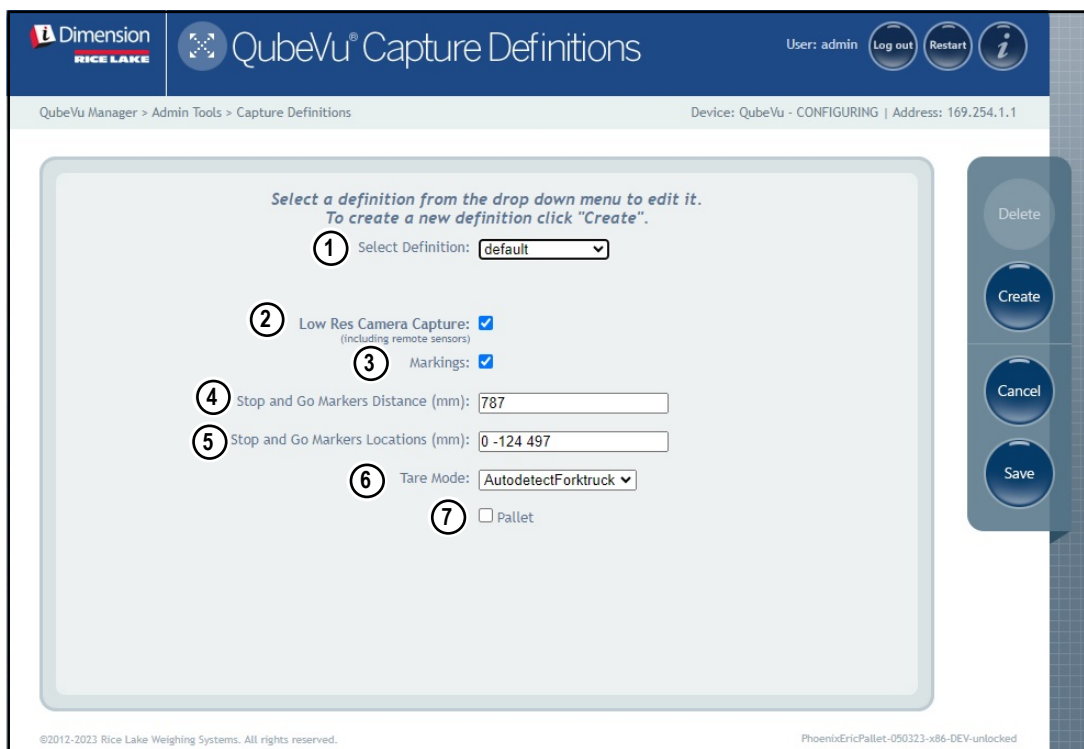 iDimension
RICE LAKE
QubeVu® Capture Definitions
User: admin
Log out
Restart
i
QubeVu Manager > Admin Tools > Capture Definitions
Device: QubeVu - CONFIGURING | Address: 169.254.1.1
Select a definition from the drop down menu to edit it.
To create a new definition click "Create".
1 Select Definition: default
2 Low Res Camera Capture:
(including remote sensors)
3 Markings:
4 Stop and Go Markers Distance (mm): 787
5 Stop and Go Markers Locations (mm): 0 -124 497
6 Tare Mode: AutodetectForktruck
7 Pallet
Delete
Create
Cancel
Save
©2012-2023 Rice Lake Weighing Systems. All rights reserved.
PhoenixEricPallet-050323-x86-DEV-unlocked